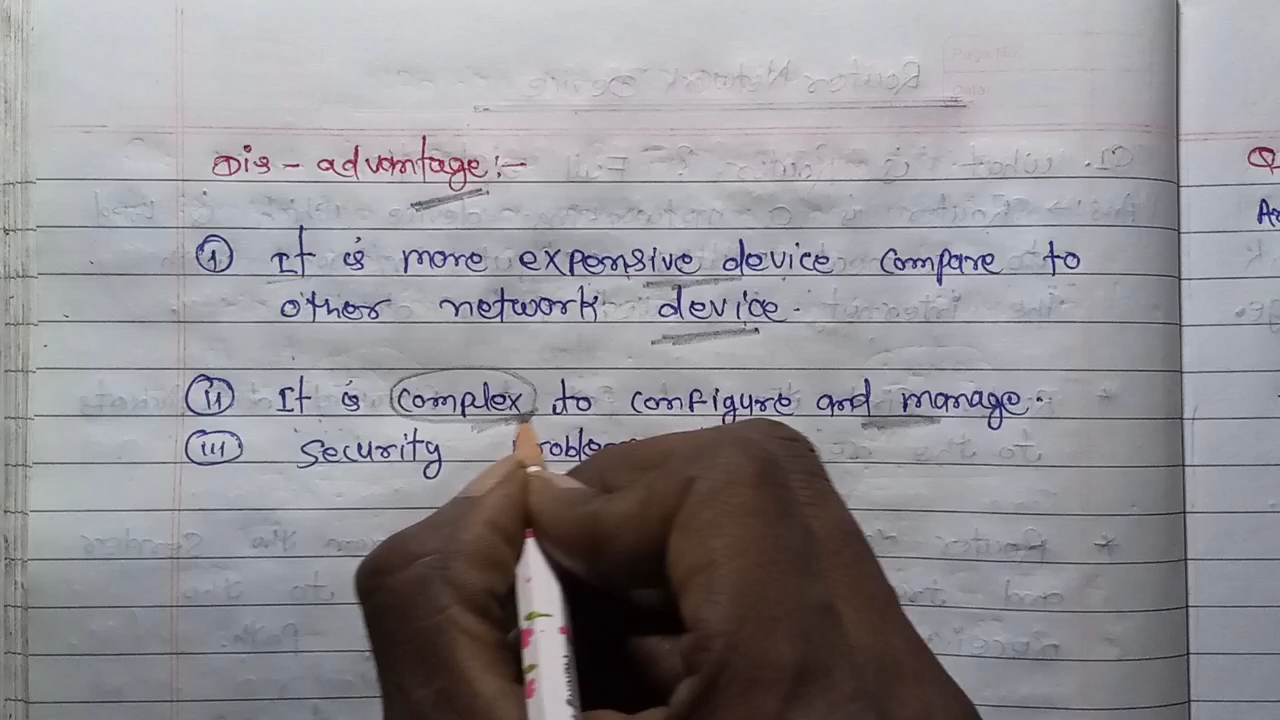 Dis-advantage:-
(i) It is more expensive device compare to
other network device.
(ii) It is complex to configure and manage.
(iii) Security
Q